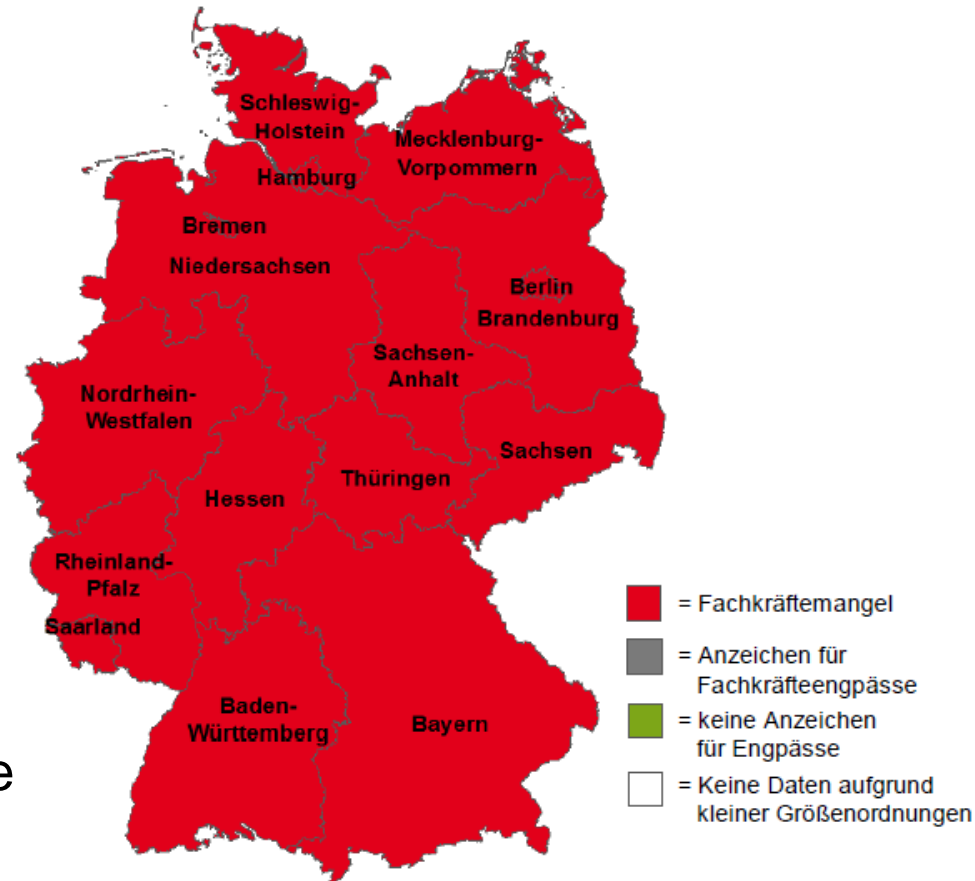 Schleswig-
Holstein
Mecklenburg-
Vorpommern
Hamburg
Bremen
Niedersachsen
Berlin
Brandenburg
Sachsen-
Anhalt
Nordrhein-
Westfalen
Sachsen
Thüringen
Hessen
Rheinland-
Pfalz
Saarland
Baden-
Württemberg
Bayern
e
= Fachkräftemangel
= Anzeichen für
Fachkräfteengpässe
= keine Anzeichen
für Engpässe
= Keine Daten aufgrund
kleiner Größenordnungen